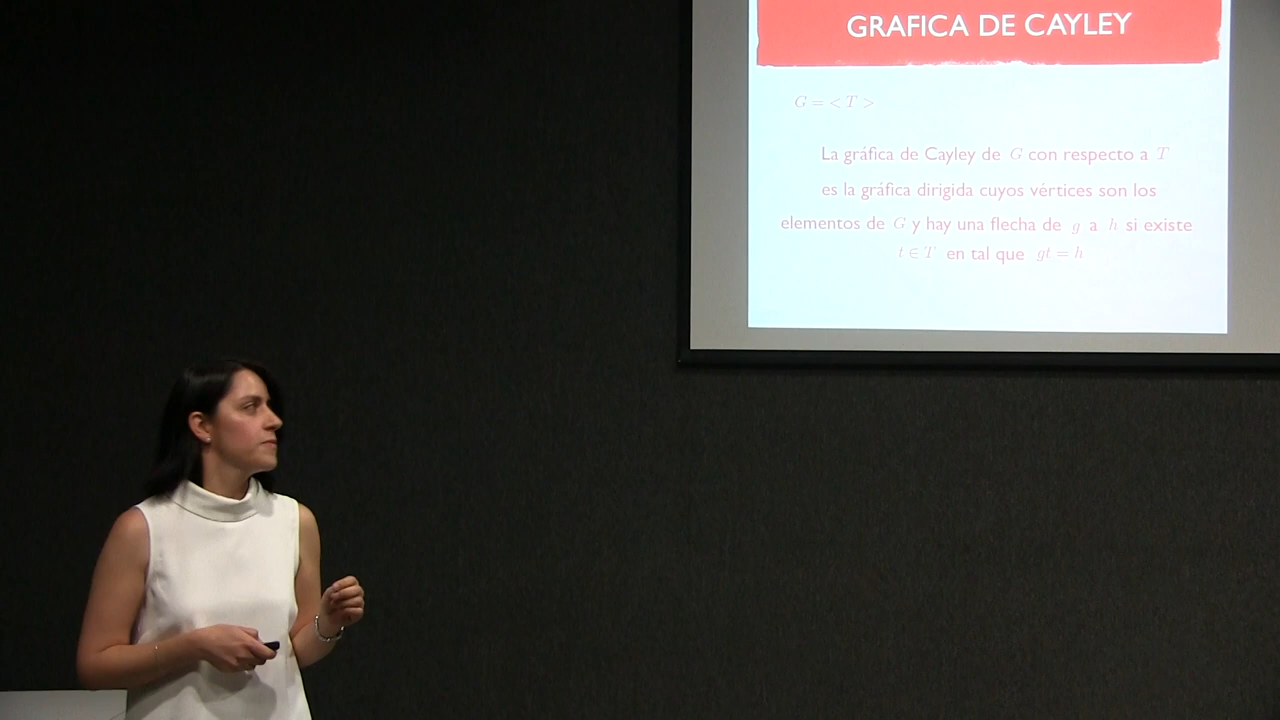 GRAFICA DE CAYLEY
G = < T >
La gráfica de Cayley de G con respecto a T
es la gráfica dirigida cuyos vértices son los
elementos de G y hay una flecha de g a h si existe
t ∈ T en tal que gt = h